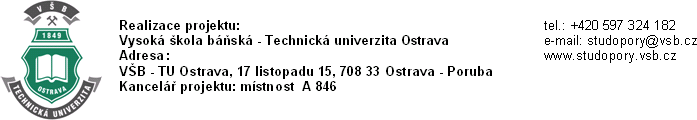 V Š B
1849
OSTRAVA
TECHNICKÁ UNIVERZITA
Realizace projektu:
Vysoká škola báňská - Technická univerzita Ostrava
Adresa:
VŠB - TU Ostrava, 17 listopadu 15, 708 33 Ostrava - Poruba
Kancelář projektu: místnost A 846
tel.: +420 597 324 182
e-mail: studopory@vsb.cz
www.studopory.vsb.cz